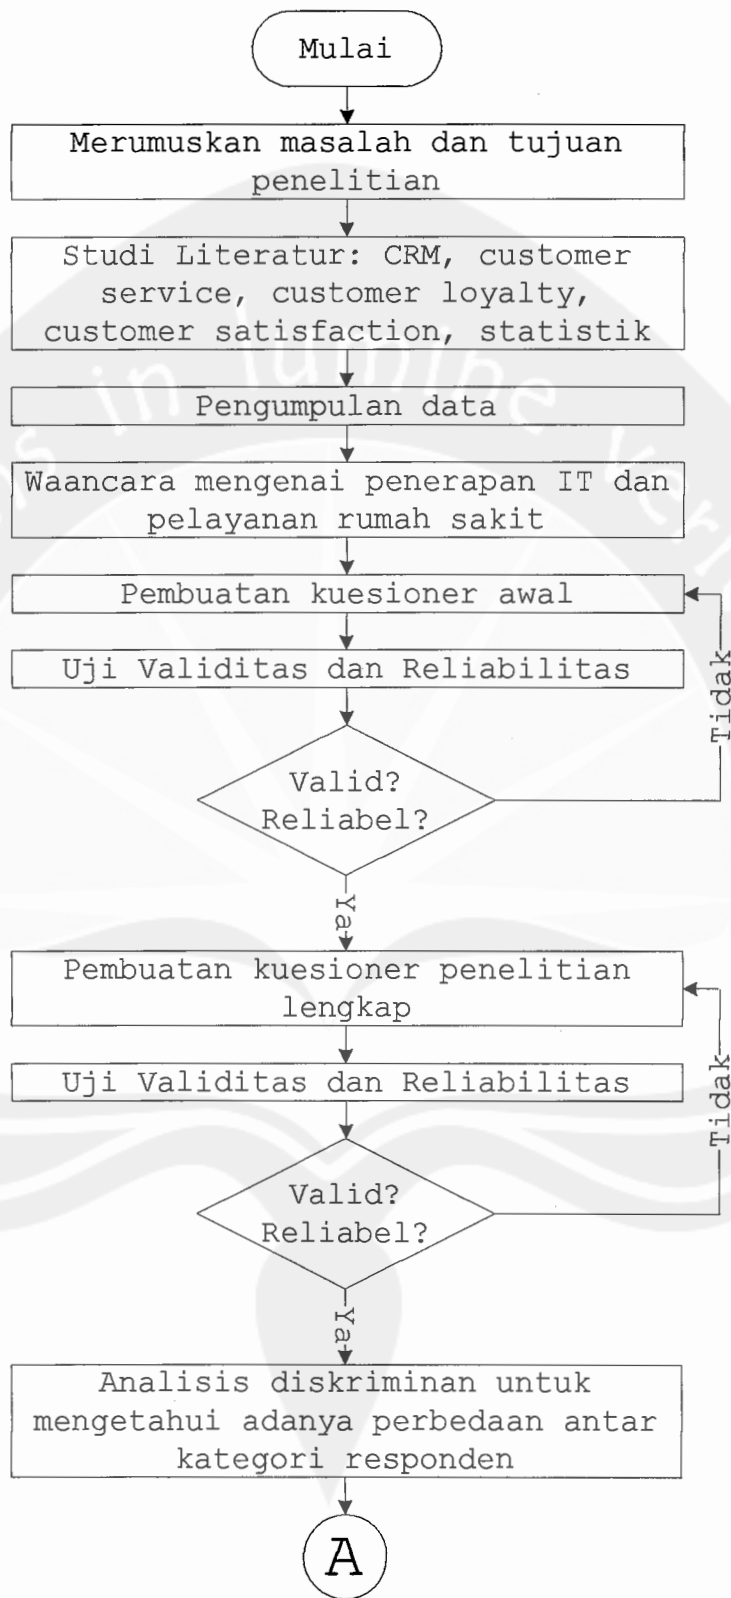 Mulai
Merumuskan masalah dan tujuan
penelitian
Studi Literatur: CRM, customer
service, customer loyalty,
customer satisfaction, statistik
Pengumpulan data
Waancara mengenai penerapan IT dan
pelayanan rumah sakit
Pembuatan kuesioner awal
Uji Validitas dan Reliabilitas
Tidak
Valid?
Reliabel?
Ya
Pembuatan kuesioner penelitian
lengkap
Uji Validitas dan Reliabilitas
Tidak
Valid?
Reliabel?
Ya
Analisis diskriminan untuk
mengetahui adanya perbedaan antar
kategori responden
A
in lumine